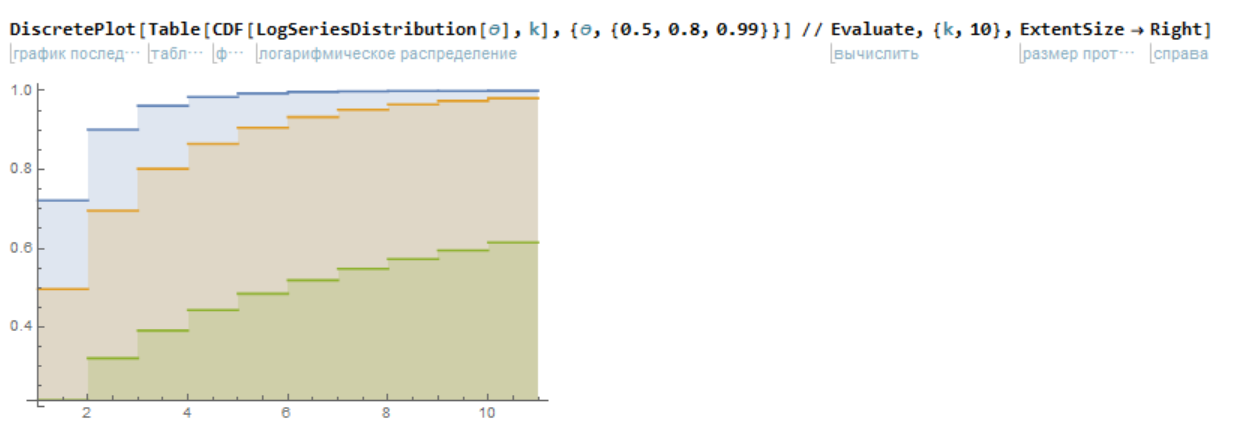 DiscretePlot[Table[CDF[LogSeriesDistribution[θ], k], {θ, {0.5, 0.8, 0.99}}] // Evaluate, {k, 10}, ExtentSize → Right]
график послед⋯ табл⋯ ф⋯ логарифмическое распределение вычислить размер прот⋯ справа
1.0
0.8
0.6
0.4
2 4 6 8 10